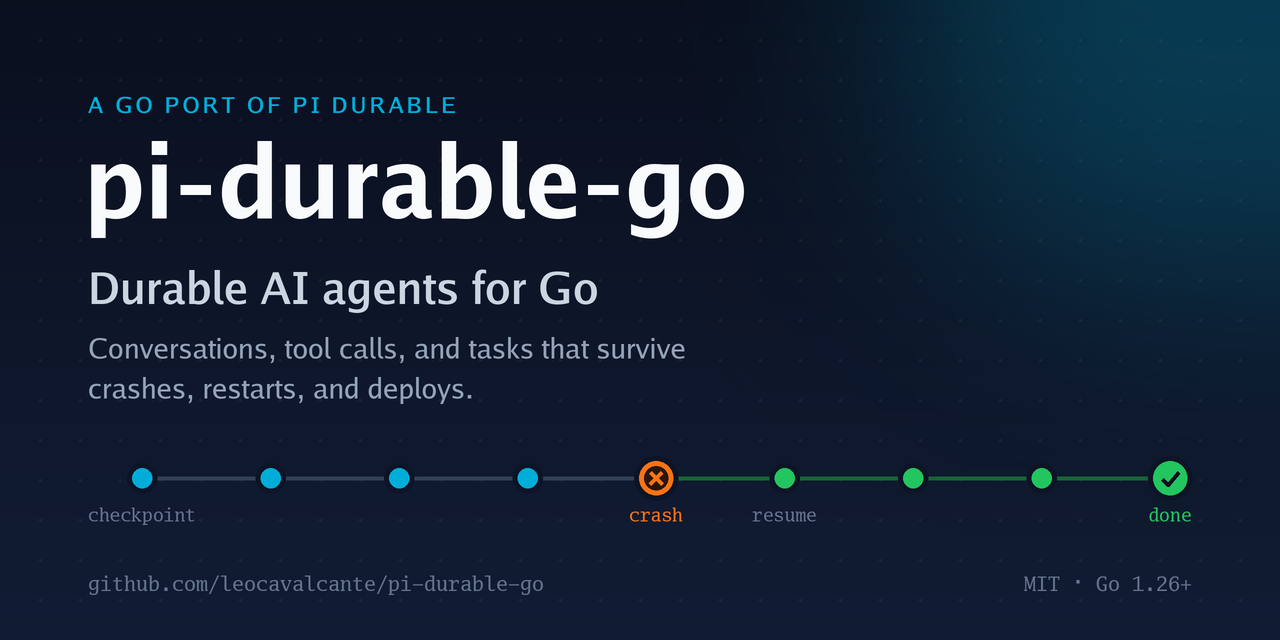 A GO PORT OF PI DURABLE
pi-durable-go
Durable AI agents for Go
Conversations, tool calls, and tasks that survive
crashes, restarts, and deploys.
checkpoint crash resume done
github.com/leocavalcante/pi-durable-go MIT · Go 1.26+